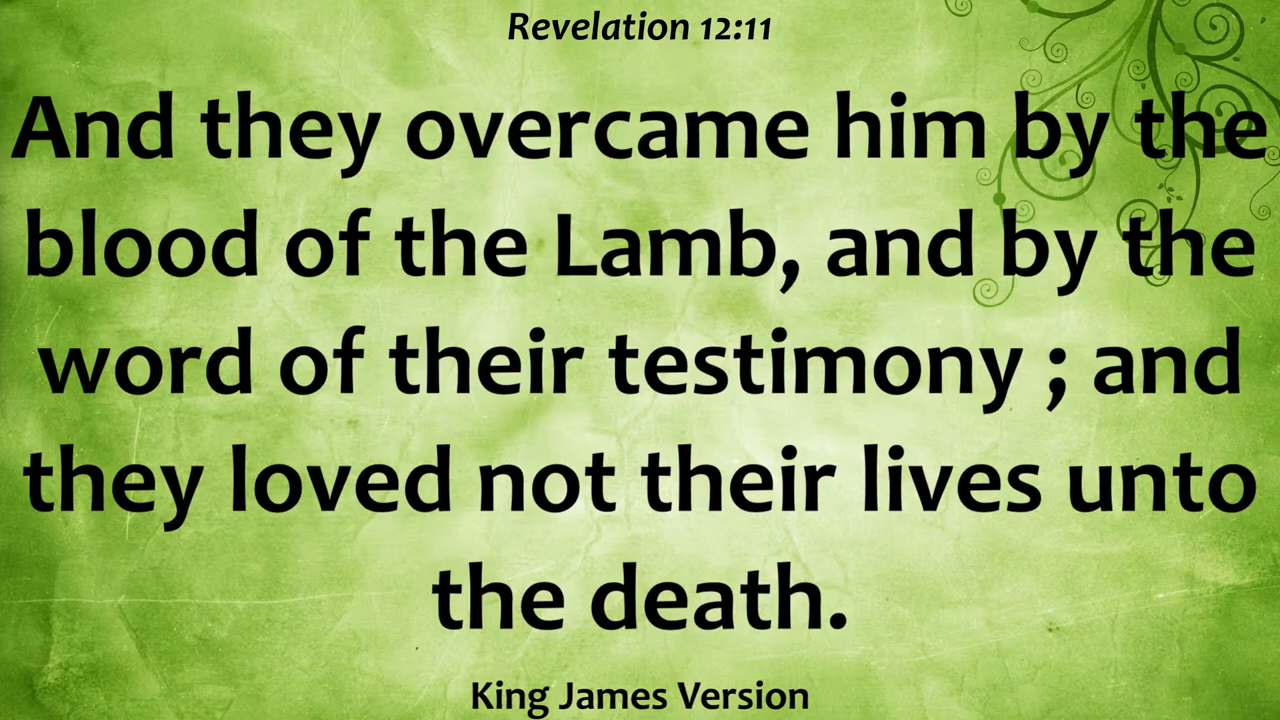 Revelation 12:11
And they overcame him by the
blood of the Lamb, and by the
word of their testimony ; and
they loved not their lives unto
the death.
King James Version